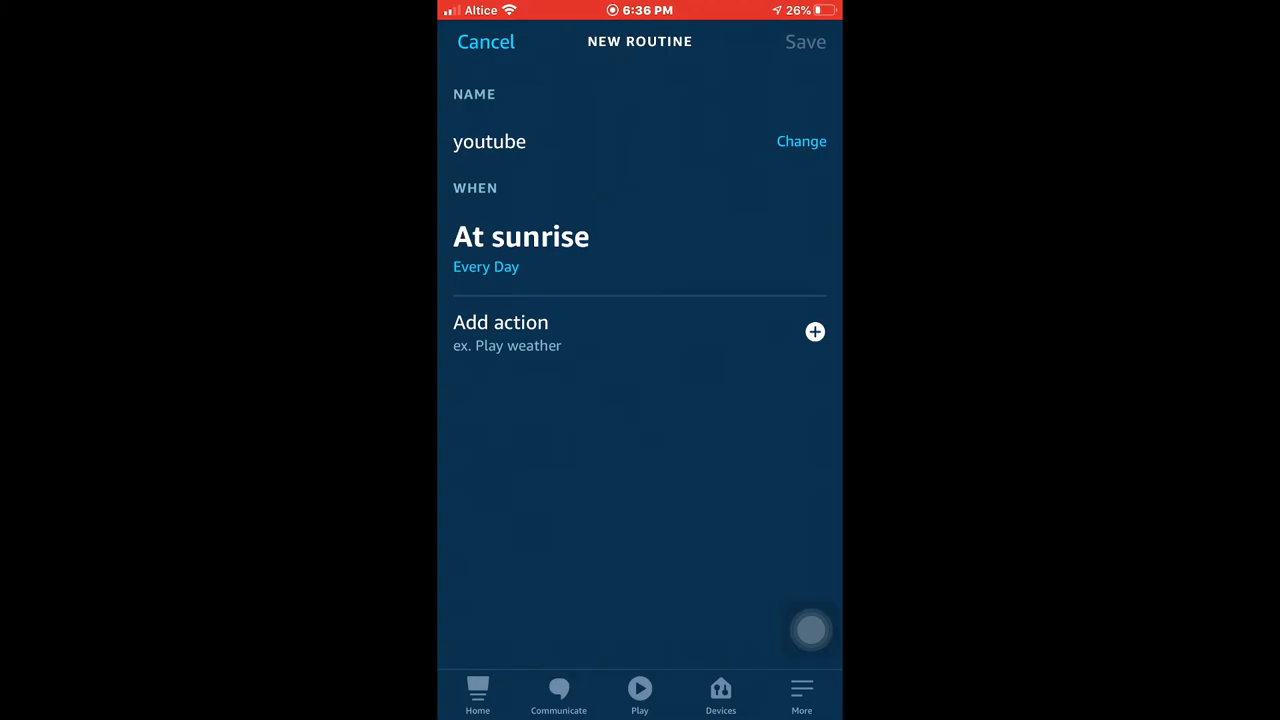 Altice 6:36 PM 26%
Cancel NEW ROUTINE Save
NAME
youtube Change
WHEN
At sunrise
Every Day
Add action
ex. Play weather
Home Communicate Play Devices More